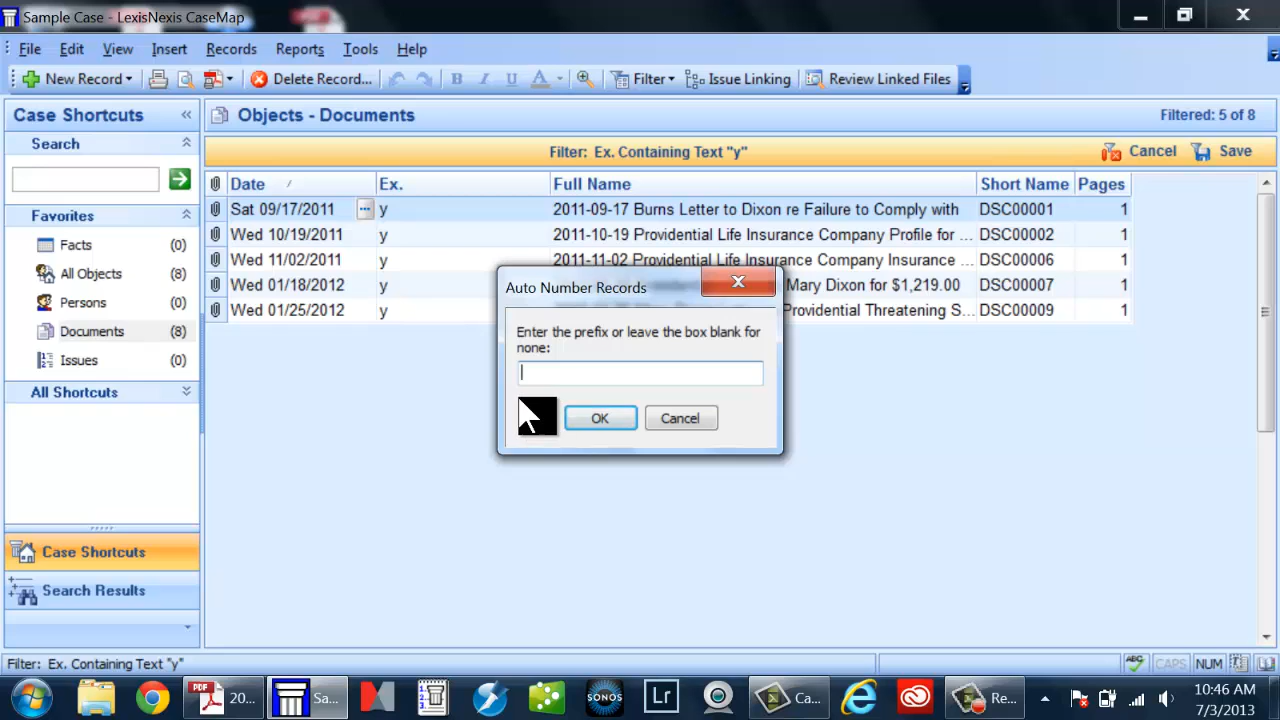 Sample Case - LexisNexis CaseMap
File Edit View Insert Records Reports Tools Help
New Record Delete Record... B I U A Filter Issue Linking Review Linked Files
Case Shortcuts « Objects - Documents Filtered: 5 of 8
Search
Filter: Ex. Containing Text "y" Cancel Save
Date Ex. Full Name Short Name Pages
Sat 09/17/2011 ... y 2011-09-17 Burns Letter to Dixon re Failure to Comply with DSC00001 1
Wed 10/19/2011 y 2011-10-19 Providential Life Insurance Company Profile for ... DSC00002 1
Wed 11/02/2011 y 2011-11-02 Providential Life Insurance Company Insurance ... DSC00006 1
Wed 01/18/2012 y Mary Dixon for $1,219.00 DSC00007 1
Wed 01/25/2012 y Providential Threatening S... DSC00009 1
Favorites
Facts (0)
All Objects (8)
Persons (0)
Documents (8)
Issues (0)
All Shortcuts
Auto Number Records
Enter the prefix or leave the box blank for
none:
OK Cancel
Case Shortcuts
Search Results
Filter: Ex. Containing Text "y" ABC CAPS NUM
PDF 20... Sa... SONOS Lr Ca... Re... 10:46 AM
7/3/2013